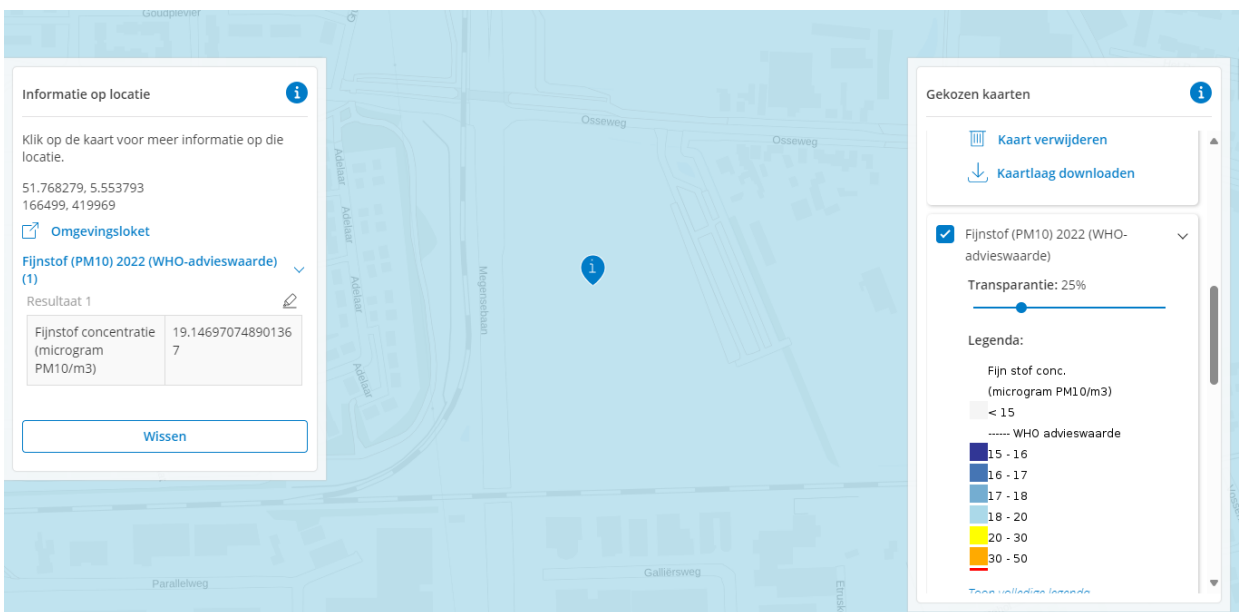 Goudplevier
Informatie op locatie
Klik op de kaart voor meer informatie op die
locatie.
51.768279, 5.553793
166499, 419969
Omgevingsloket
Fijnstof (PM10) 2022 (WHO-advieswaarde)
(1)
Resultaat 1
Fijnstof concentratie
(microgram
PM10/m3)
19.14697074890136
7
Wissen
Osseweg
Osseweg
Adelaar
Adelaar
Adelaar
Adelaar
Megensebaan
Parallelweg
Galliërsweg
Gekozen kaarten
Kaart verwijderen
Kaartlaag downloaden
Fijnstof (PM10) 2022 (WHO-
advieswaarde)
Transparantie: 25%
Legenda:
Fijn stof conc.
(microgram PM10/m3)
< 15
------ WHO advieswaarde
15 - 16
16 - 17
17 - 18
18 - 20
20 - 30
30 - 50
Toon volledige legenda